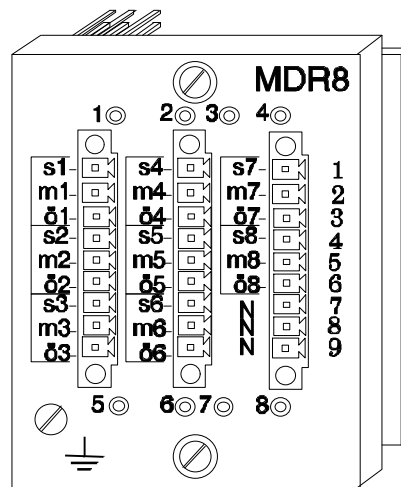 MDR8
1 2 3 4
s1 s4 s7 1
m1 m4 m7 2
ö1 ö4 ö7 3
s2 s5 s8 4
m2 m5 m8 5
ö2 ö5 ö8 6
s3 s6 N 7
m3 m6 N 8
ö3 ö6 N 9
5 6 7 8